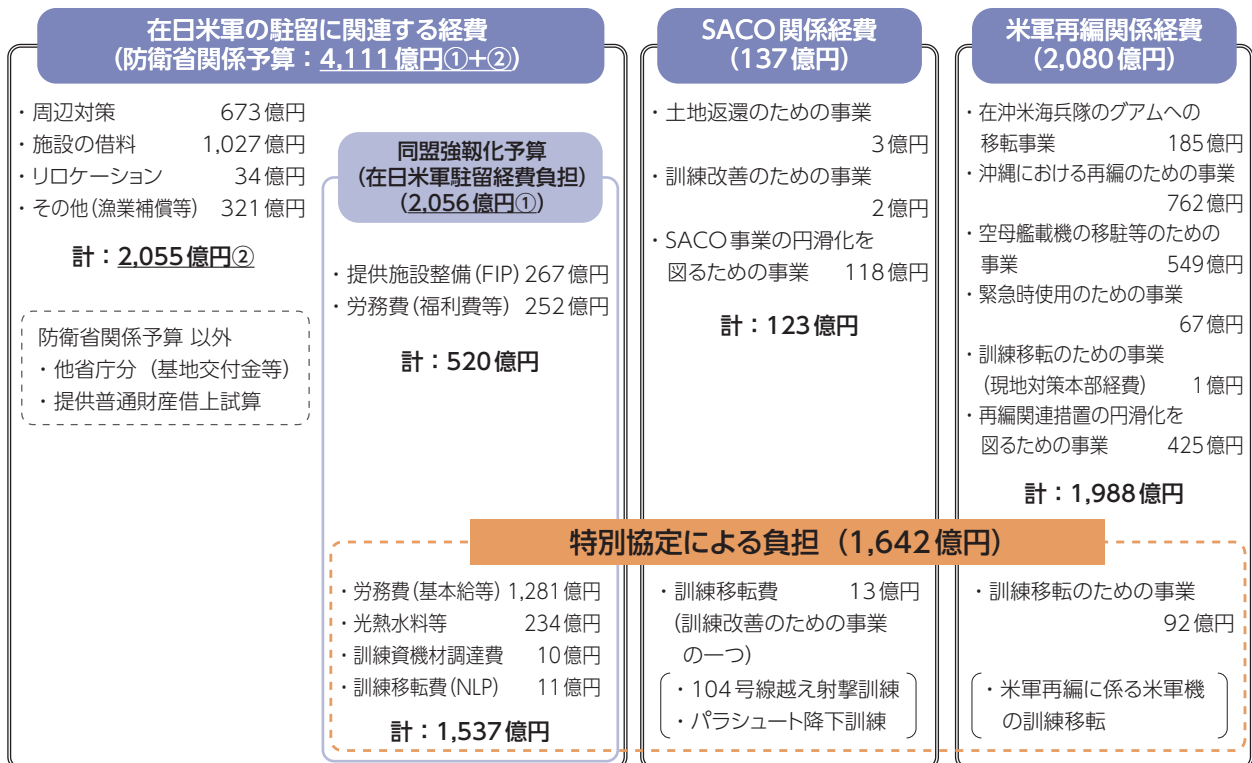 在日米軍の駐留に関連する経費
(防衛省関係予算：4,111億円①+②)
・周辺対策 673億円
・施設の借料 1,027億円
・リロケーション 34億円
・その他(漁業補償等) 321億円
計：2,055億円②
防衛省関係予算 以外
・他省庁分（基地交付金等）
・提供普通財産借上試算
同盟強靱化予算
(在日米軍駐留経費負担)
(2,056億円①)
・提供施設整備(FIP) 267億円
・労務費(福利費等) 252億円
計：520億円
SACO関係経費
(137億円)
・土地返還のための事業
3億円
・訓練改善のための事業
2億円
・SACO事業の円滑化を
図るための事業 118億円
計：123億円
米軍再編関係経費
(2,080億円)
・在沖米海兵隊のグアムへの
移転事業 185億円
・沖縄における再編のための事業
762億円
・空母艦載機の移駐等のための
事業 549億円
・緊急時使用のための事業
67億円
・訓練移転のための事業
(現地対策本部経費) 1億円
・再編関連措置の円滑化を
図るための事業 425億円
計：1,988億円
特別協定による負担（1,642億円）
・労務費(基本給等) 1,281億円
・光熱水料等 234億円
・訓練資機材調達費 10億円
・訓練移転費(NLP) 11億円
計：1,537億円
・訓練移転費 13億円
(訓練改善のための事業
の一つ)
・104号線越え射撃訓練
・パラシュート降下訓練
・訓練移転のための事業
92億円
・米軍再編に係る米軍機
の訓練移転